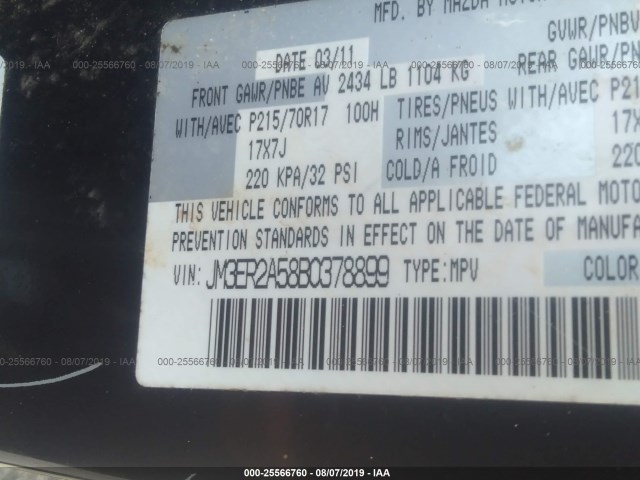 MFD. BY MAZDA
GVWR/PNBV
DATE 03/11
FRONT GAWR/PNBE AV 2434 LB 1104 KG REAR GAWR/PN
WITH/AVEC P215/70R17 100H TIRES/PNEUS WITH/AVEC P21
17X7J RIMS/JANTES 17X
220 KPA/32 PSI COLD/A FROID 220
THIS VEHICLE CONFORMS TO ALL APPLICABLE FEDERAL MOTO
PREVENTION STANDARDS IN EFFECT ON THE DATE OF MANUFA
VIN: JM3ER2A58B0378899 TYPE:MPV COLOR
000-25566760 - 08/07/2019 - IAA